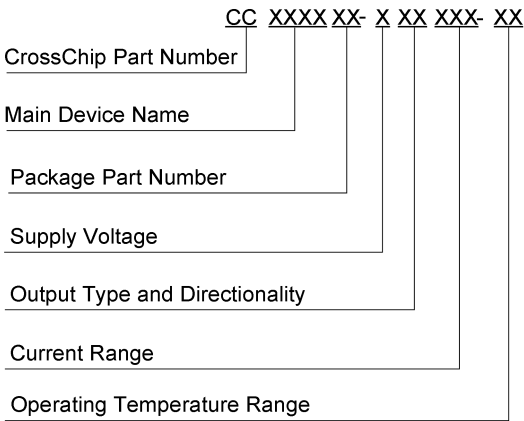 CC XXXX XX- X XX XXX- XX
CrossChip Part Number
Main Device Name
Package Part Number
Supply Voltage
Output Type and Directionality
Current Range
Operating Temperature Range